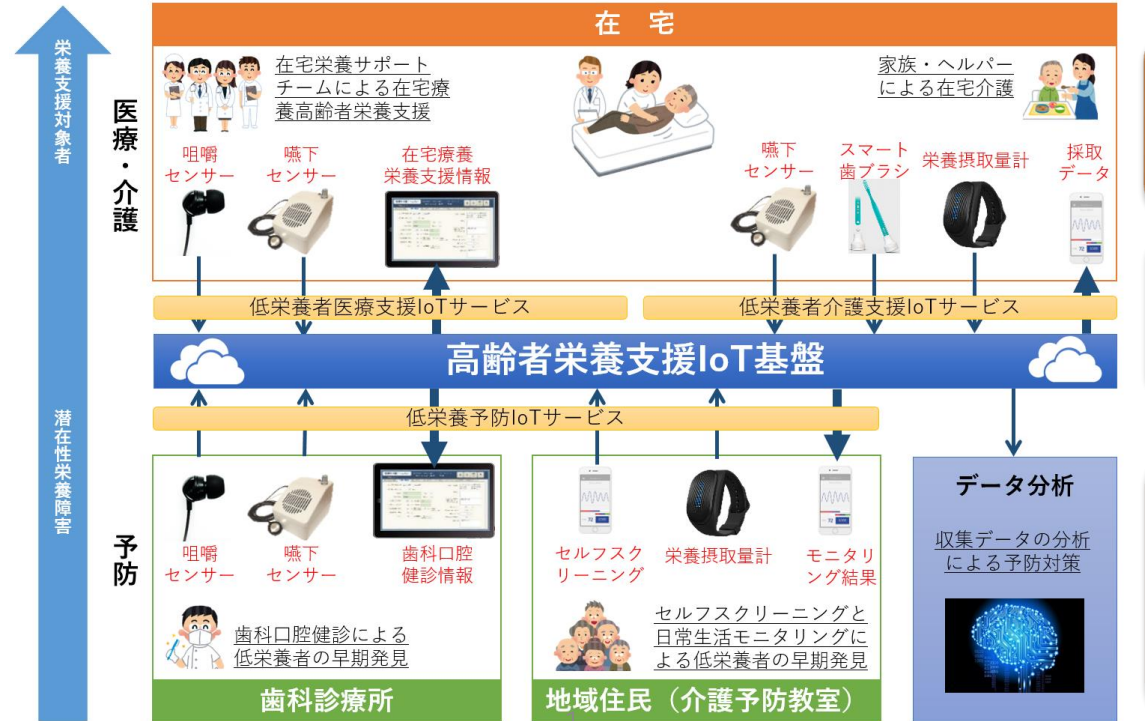 在 宅
栄養支援対象者
医療・介護
在宅栄養サポート
チームによる在宅療
養高齢者栄養支援
家族・ヘルパー
による在宅介護
咀嚼
センサー
嚥下
センサー
在宅療養
栄養支援情報
嚥下
センサー
スマート
歯ブラシ
栄養摂取量計
採取
データ
低栄養者医療支援IoTサービス
低栄養者介護支援IoTサービス
高齢者栄養支援IoT基盤
低栄養予防IoTサービス
潜在性栄養障害
予防
咀嚼
センサー
嚥下
センサー
歯科口腔
健診情報
歯科口腔健診による
低栄養者の早期発見
歯科診療所
セルフスク
リーニング
栄養摂取量計
モニタリ
ング結果
セルフスクリーニングと
日常生活モニタリングに
よる低栄養者の早期発見
地域住民（介護予防教室）
データ分析
収集データの分析
による予防対策